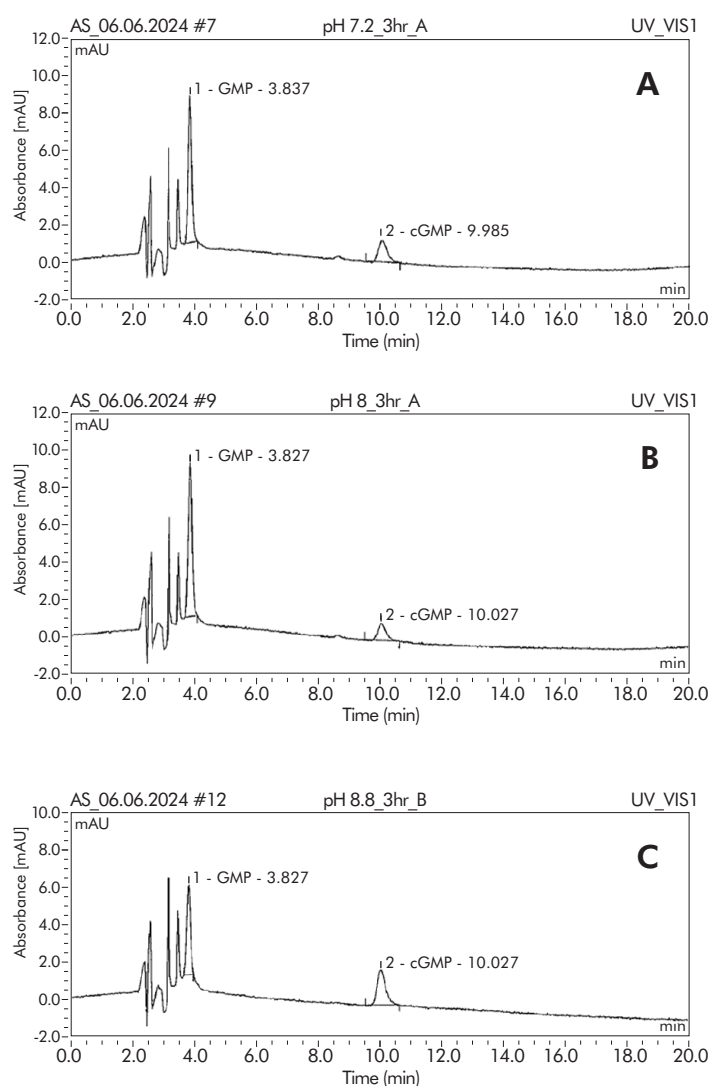 AS_06.06.2024 #7 pH 7.2_3hr_A UV_VIS1
12.0
mAU
A
10.0
1 - GMP - 3.837
8.0
6.0
Absorbance [mAU]
4.0
2 - cGMP - 9.985
2.0
0.0
-2.0
min
0.0 2.0 4.0 6.0 8.0 10.0 12.0 14.0 16.0 18.0 20.0
Time (min)
AS_06.06.2024 #9 pH 8_3hr_A UV_VIS1
12.0
mAU
B
10.0
1 - GMP - 3.827
8.0
6.0
Absorbance [mAU]
4.0
2.0
2 - cGMP - 10.027
0.0
-2.0
min
0.0 2.0 4.0 6.0 8.0 10.0 12.0 14.0 16.0 18.0 20.0
Time (min)
AS_06.06.2024 #12 pH 8.8_3hr_B UV_VIS1
10.0
mAU
C
8.0
1 - GMP - 3.827
6.0
Absorbance [mAU]
4.0
2 - cGMP - 10.027
2.0
0.0
-2.0
min
0.0 2.0 4.0 6.0 8.0 10.0 12.0 14.0 16.0 18.0 20.0
Time (min)